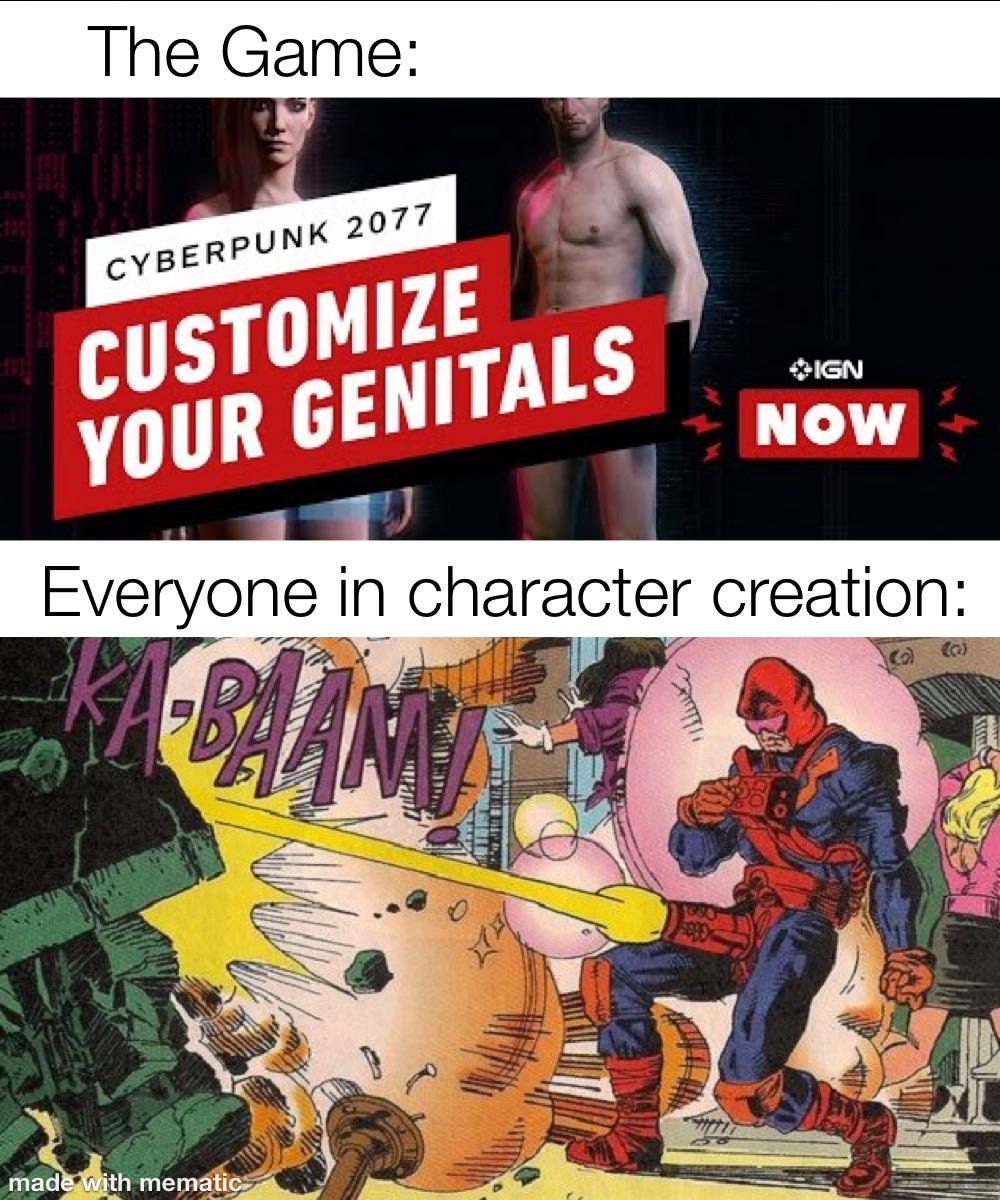 The Game:
CYBERPUNK 2077
CUSTOMIZE
YOUR GENITALS
IGN
NOW
Everyone in character creation:
KA-BAAM!
made with mematic